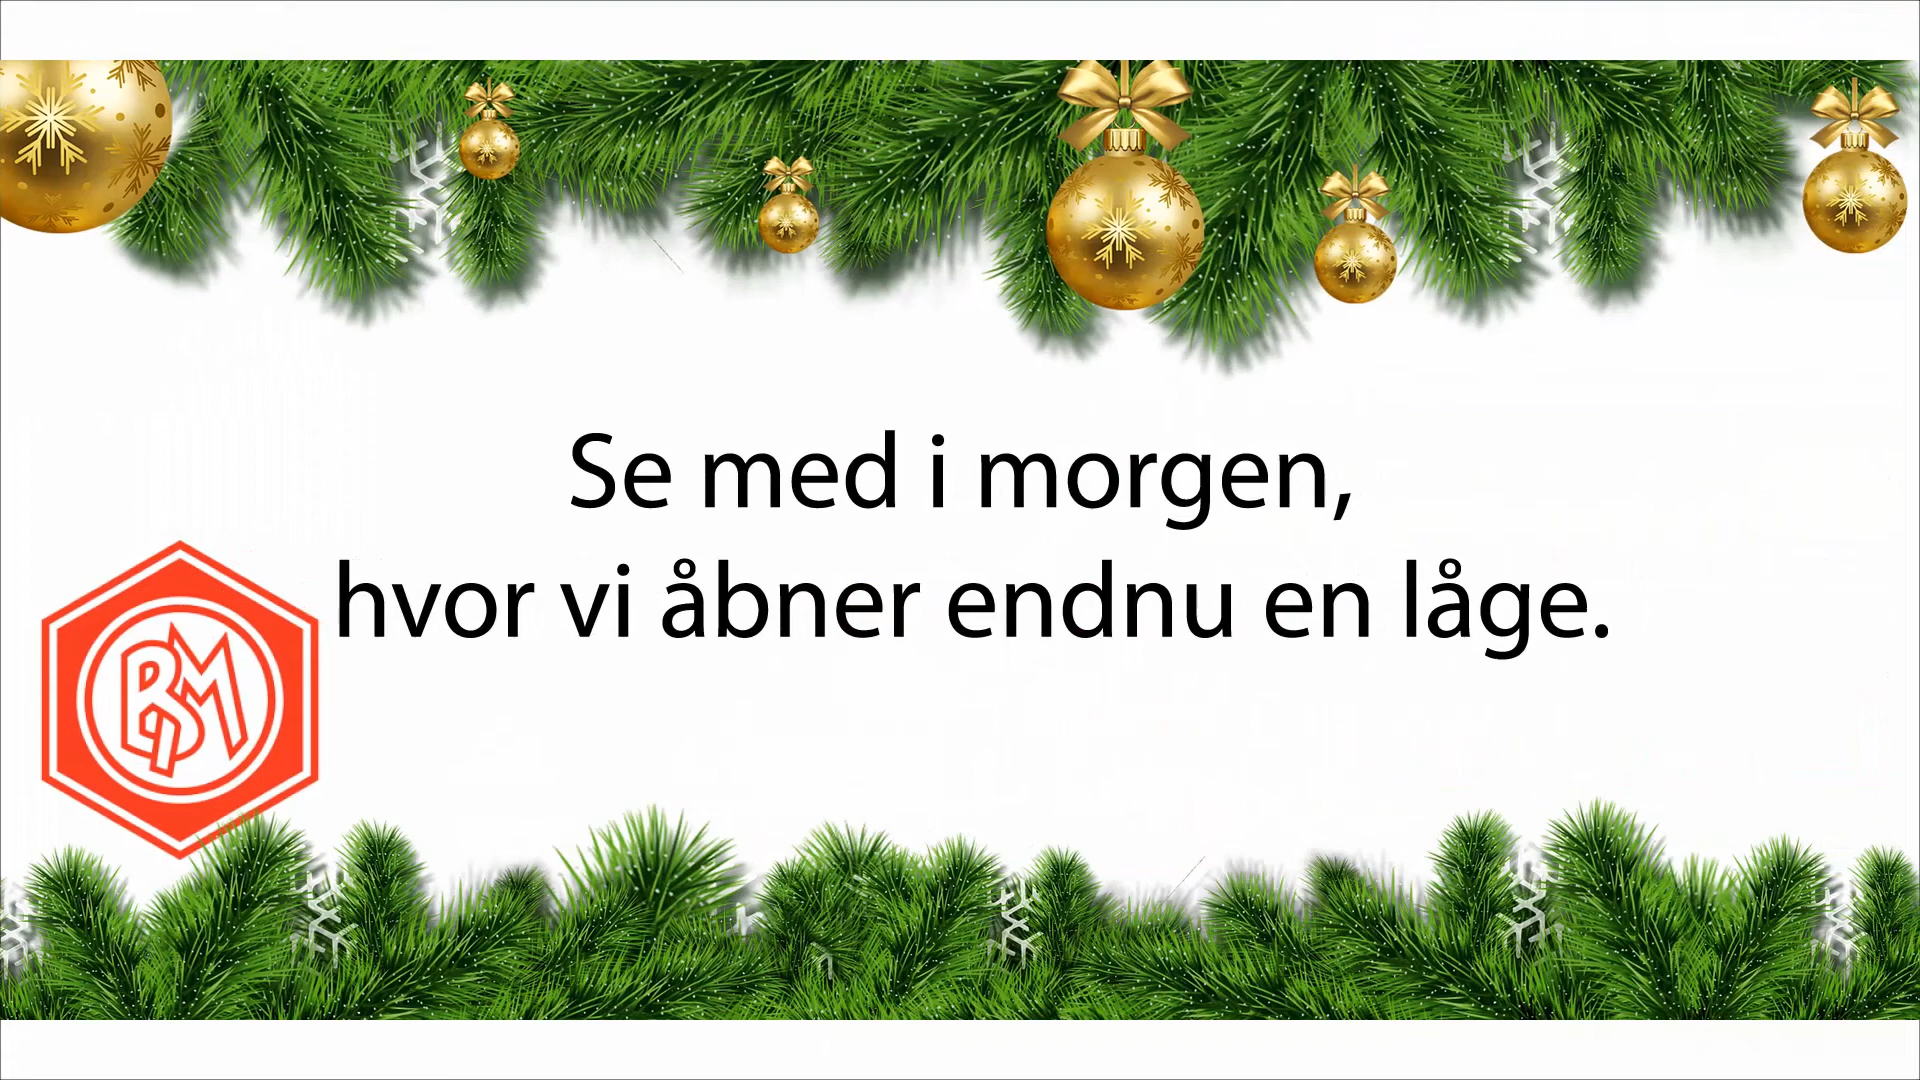 Se med i morgen,
hvor vi åbner endnu en låge.